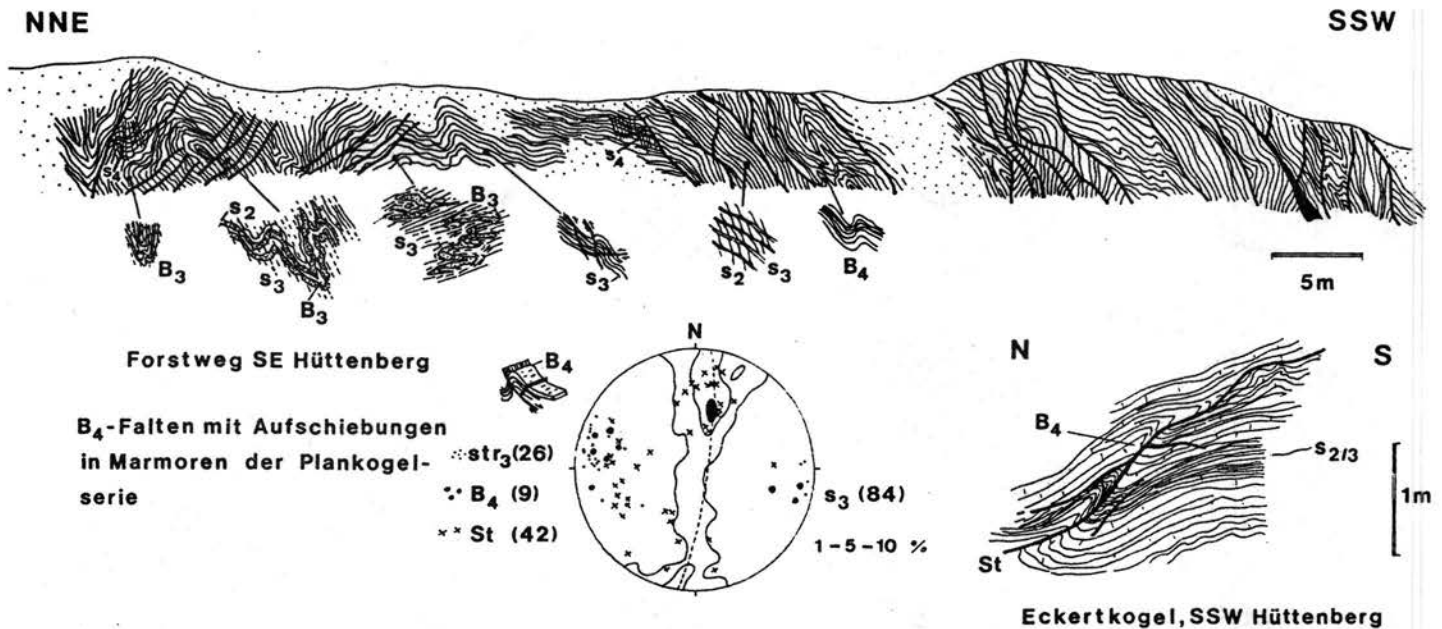 NNE
SSW
s4
s4
s2
s3
B3
B3
s3
B3
s3
s2
s3
B4
5m
Forstweg SE Hüttenberg
B4-Falten mit Aufschiebungen
in Marmoren der Plankogel-
serie
B4
str3(26)
B4 (9)
St (42)
N
s3 (84)
1-5-10 %
N
S
B4
s2/3
1m
St
Eckertkogel, SSW Hüttenberg